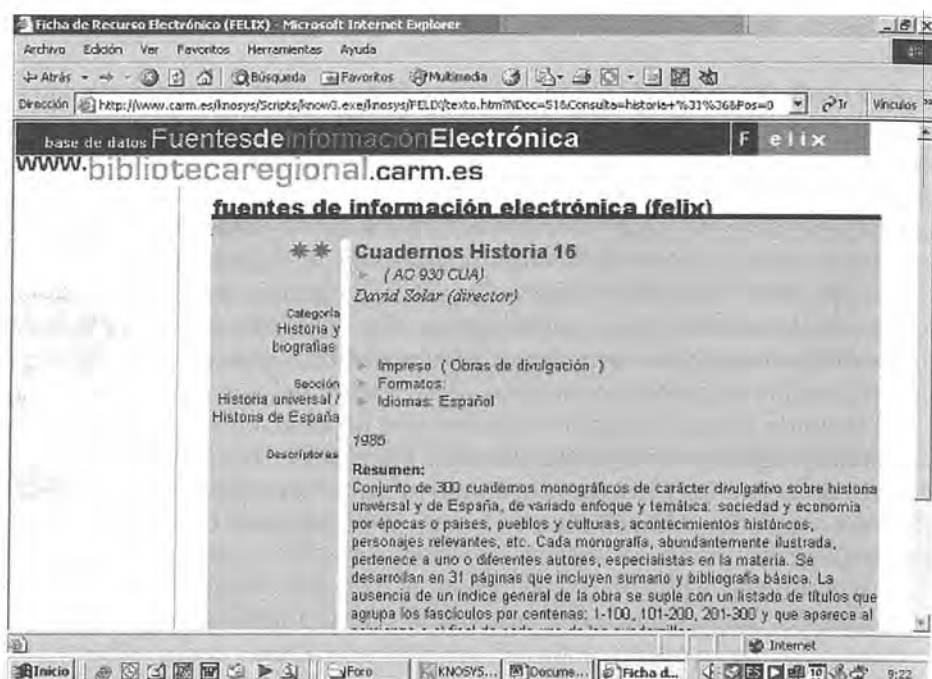 Ficha de Recurso Electrónico (FELIX) - Microsoft Internet Explorer
Archivo Edición Ver Favoritos Herramientas Ayuda
Atrás Búsqueda Favoritos Multimedia
Dirección http://www.carm.es/knosys/Scripts/know3.exe/knosys/FELIX/texto.htm?NDoc=51&Consulta=historia+%31%36&Pos=0 Ir Vínculos »
base de datos FuentesdeinformaciónElectrónica Felix
www.bibliotecaregional.carm.es
fuentes de información electrónica (felix)
** Cuadernos Historia 16
( AC 930 CUA)
David Solar (director)
Categoría
Historia y
biografías
Impreso ( Obras de divulgación )
Sección
Formatos:
Historia universal /
Idiomas: Español
Historia de España
1985
Descriptores
Resumen:
Conjunto de 300 cuadernos monográficos de carácter divulgativo sobre historia
universal y de España, de variado enfoque y temática: sociedad y economía
por épocas o países, pueblos y culturas, acontecimientos históricos,
personajes relevantes, etc. Cada monografía, abundantemente ilustrada,
pertenece a uno o diferentes autores, especialistas en la materia. Se
desarrollan en 31 páginas que incluyen sumario y bibliografía básica. La
ausencia de un índice general de la obra se suple con un listado de títulos que
agrupa los fascículos por centenas: 1-100, 101-200, 201-300 y que aparece al
Internet
Inicio Foro KNOSYS... Docume... Ficha d... 9:22